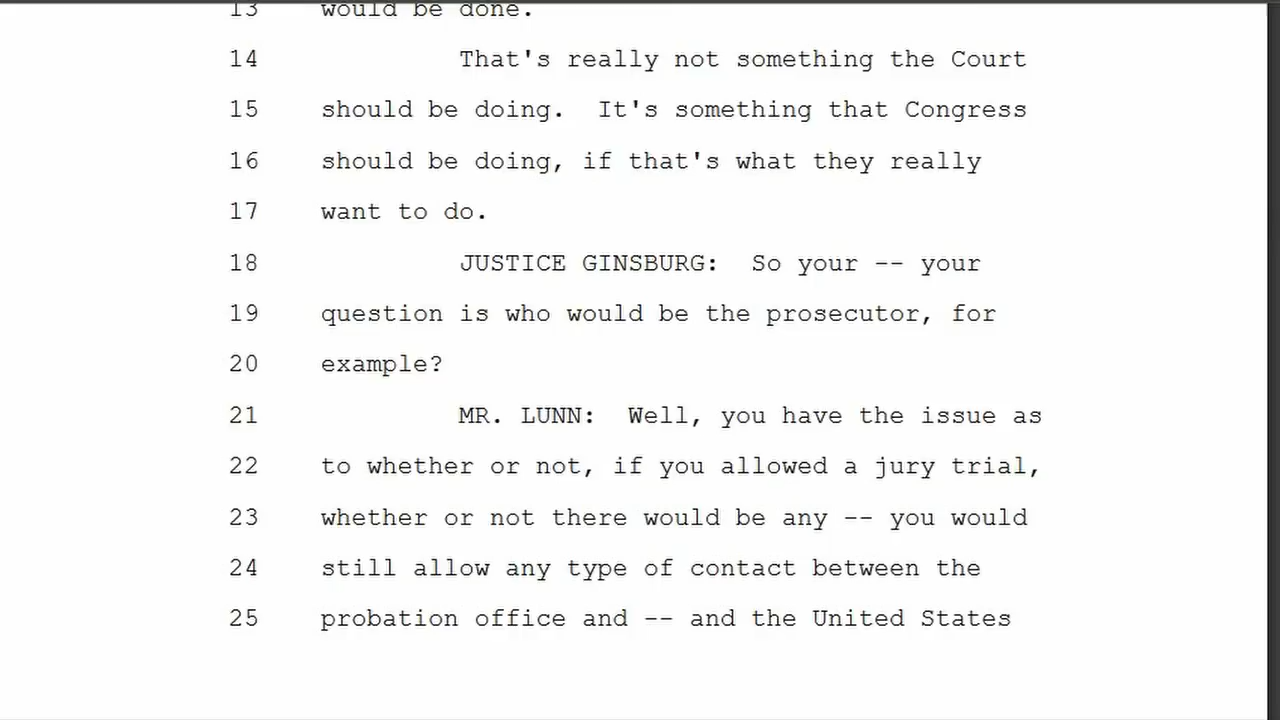 13 would be done.
14 That's really not something the Court
15 should be doing. It's something that Congress
16 should be doing, if that's what they really
17 want to do.
18 JUSTICE GINSBURG: So your -- your
19 question is who would be the prosecutor, for
20 example?
21 MR. LUNN: Well, you have the issue as
22 to whether or not, if you allowed a jury trial,
23 whether or not there would be any -- you would
24 still allow any type of contact between the
25 probation office and -- and the United States